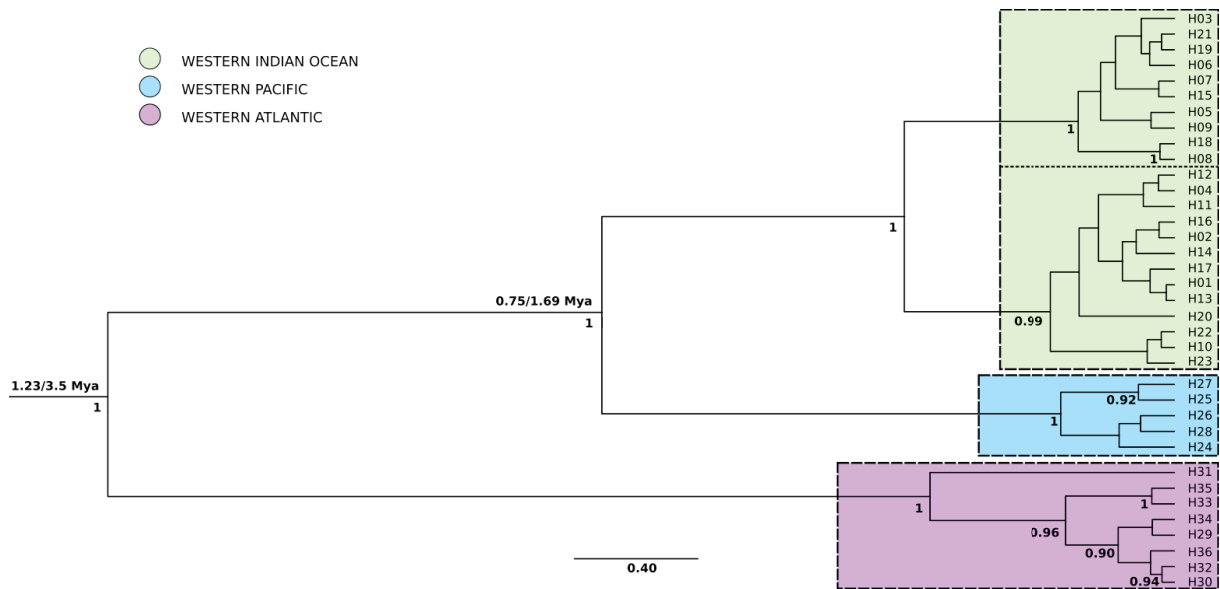 WESTERN INDIAN OCEAN
WESTERN PACIFIC
WESTERN ATLANTIC
H03
H21
H19
H06
H07
H15
H05
H09
1
H18
H08
1
H12
H04
H11
H16
H02
1
H14
H17
H01
H13
0.75/1.69 Mya
H20
1
0.99
H22
H10
H23
1.23/3.5 Mya
H27
0.92
H25
1
H26
1
H28
H24
H31
H35
1
H33
1
H34
0.96
H29
H36
0.90
H32
0.40
0.94
H30